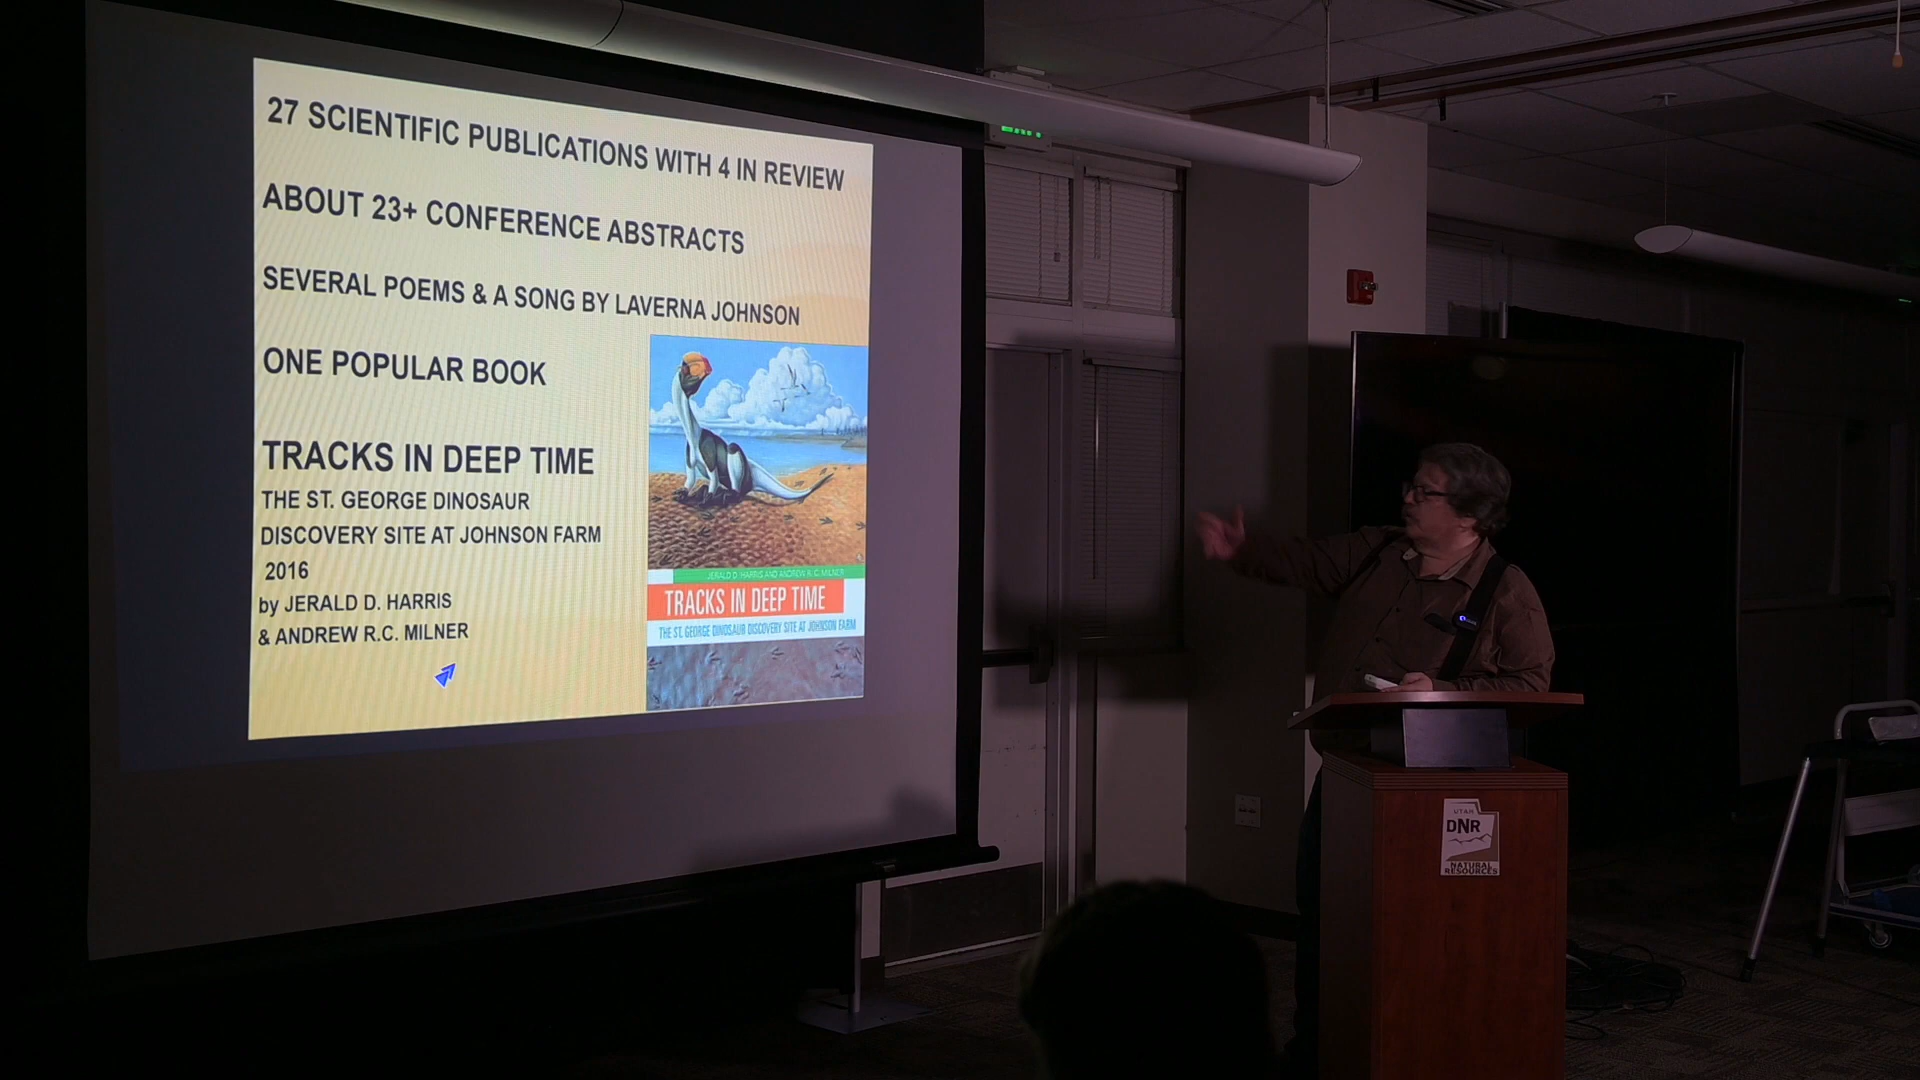 27 SCIENTIFIC PUBLICATIONS WITH 4 IN REVIEW
ABOUT 23+ CONFERENCE ABSTRACTS
SEVERAL POEMS & A SONG BY LAVERNA JOHNSON
ONE POPULAR BOOK
TRACKS IN DEEP TIME
THE ST. GEORGE DINOSAUR
DISCOVERY SITE AT JOHNSON FARM
2016
by JERALD D. HARRIS
& ANDREW R.C. MILNER
JERALD D. HARRIS AND ANDREW R. C. MILNER
TRACKS IN DEEP TIME
THE ST. GEORGE DINOSAUR DISCOVERY SITE AT JOHNSON FARM
UTAH
DNR
NATURAL
RESOURCES